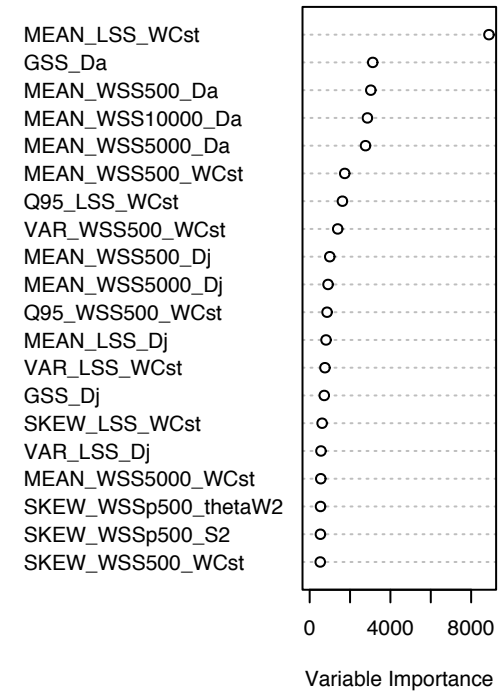 MEAN_LSS_WCst
GSS_Da
MEAN_WSS500_Da
MEAN_WSS10000_Da
MEAN_WSS5000_Da
MEAN_WSS500_WCst
Q95_LSS_WCst
VAR_WSS500_WCst
MEAN_WSS500_Dj
MEAN_WSS5000_Dj
Q95_WSS500_WCst
MEAN_LSS_Dj
VAR_LSS_WCst
GSS_Dj
SKEW_LSS_WCst
VAR_LSS_Dj
MEAN_WSS5000_WCst
SKEW_WSSp500_thetaW2
SKEW_WSSp500_S2
SKEW_WSS500_WCst
0 4000 8000
Variable Importance